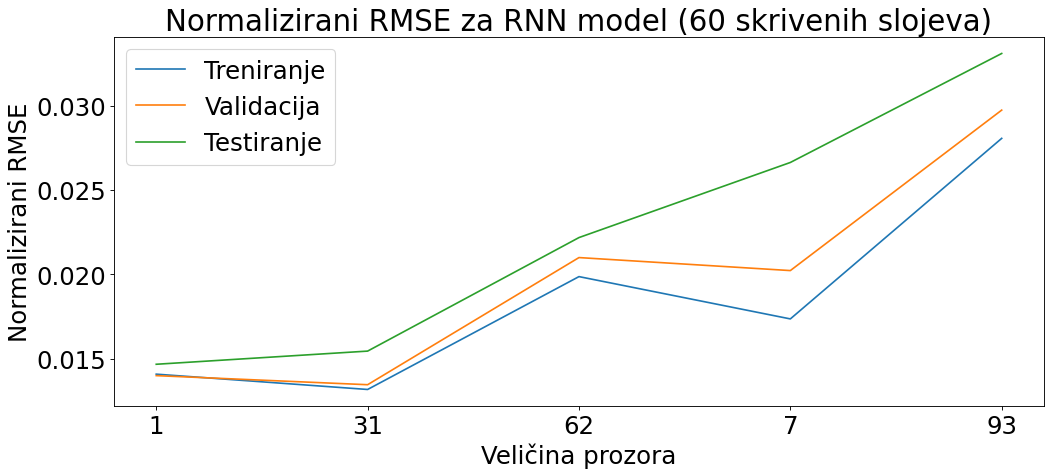 Normalizirani RMSE za RNN model (60 skrivenih slojeva)
Treniranje
Validacija
Testiranje
Normalizirani RMSE
0.030
0.025
0.020
0.015
1 31 62 7 93
Veličina prozora